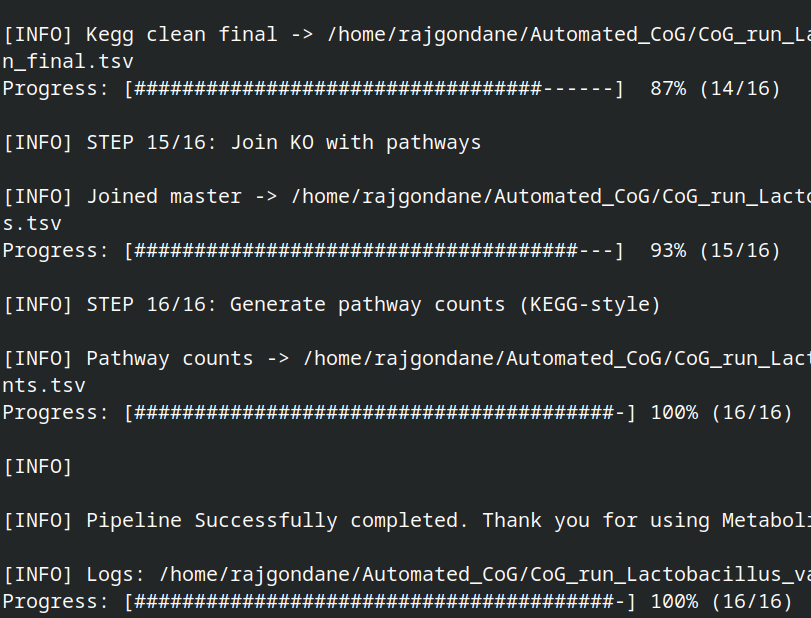 [INFO] Kegg clean final -> /home/rajgondane/Automated_CoG/CoG_run_La
n_final.tsv
Progress: [##################################------]  87% (14/16)
[INFO] STEP 15/16: Join KO with pathways
[INFO] Joined master -> /home/rajgondane/Automated_CoG/CoG_run_Lacto
s.tsv
Progress: [#####################################---]  93% (15/16)
[INFO] STEP 16/16: Generate pathway counts (KEGG-style)
[INFO] Pathway counts -> /home/rajgondane/Automated_CoG/CoG_run_Lact
nts.tsv
Progress: [########################################-] 100% (16/16)
[INFO]
[INFO] Pipeline Successfully completed. Thank you for using Metaboli
[INFO] Logs: /home/rajgondane/Automated_CoG/CoG_run_Lactobacillus_va
Progress: [########################################-] 100% (16/16)